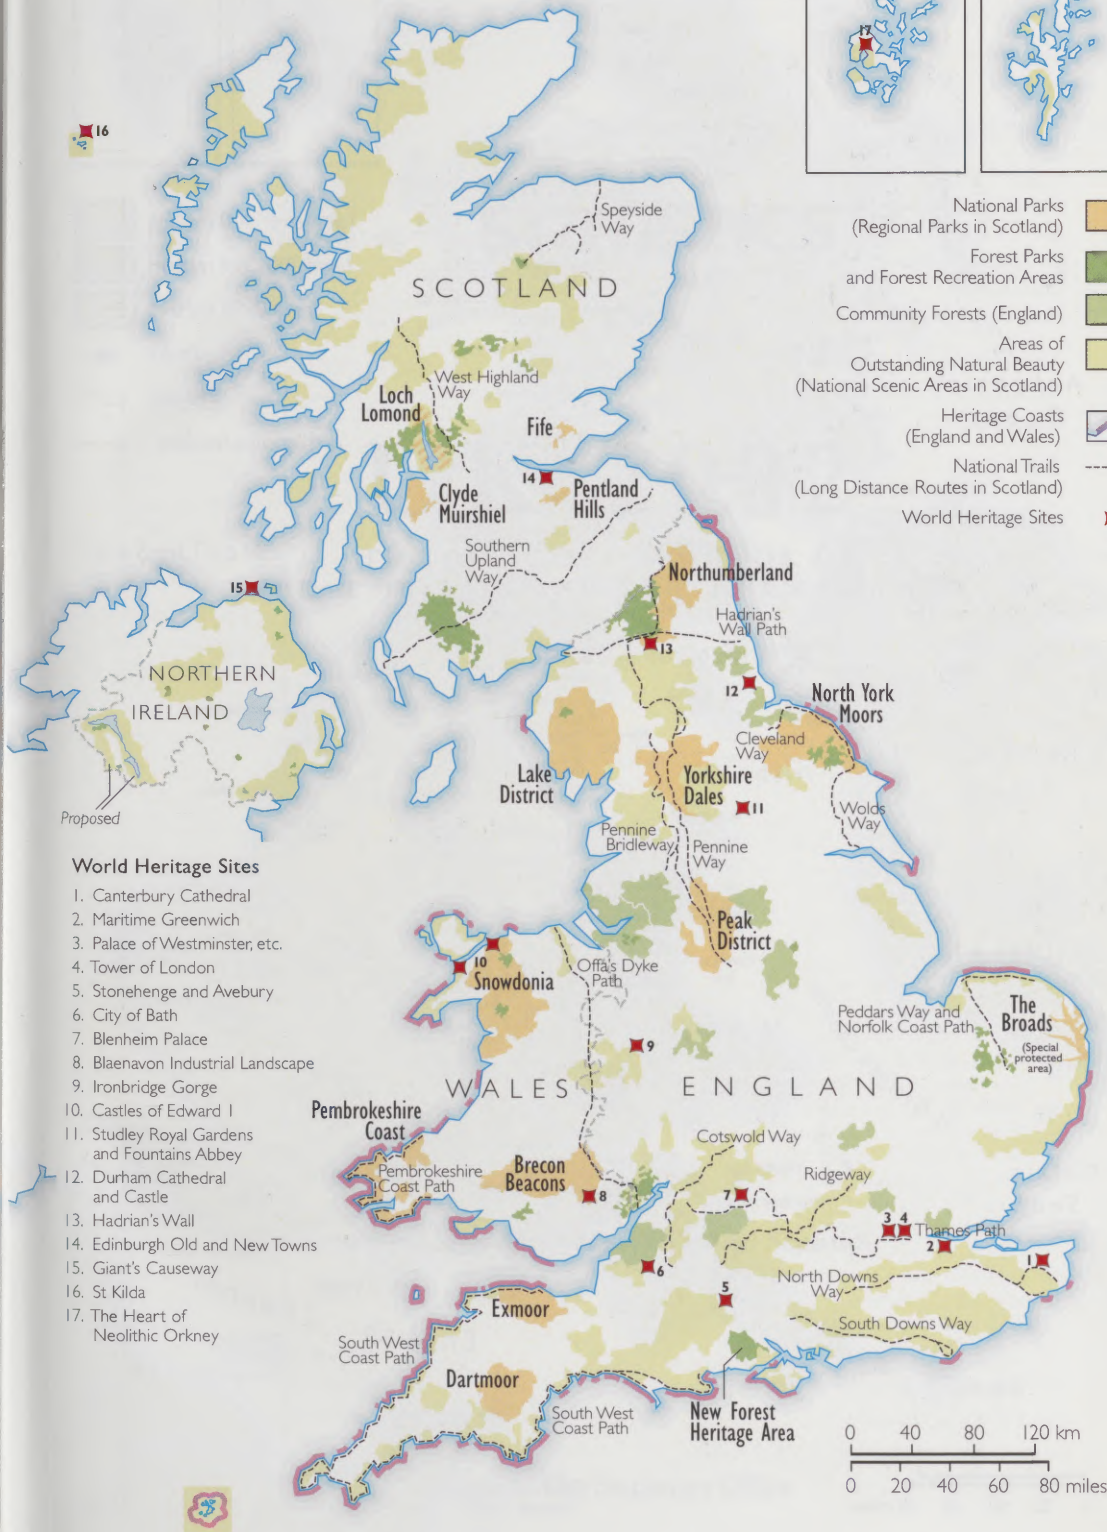 17
16
Speyside
Way
SCOTLAND
National Parks
(Regional Parks in Scotland)
Forest Parks
and Forest Recreation Areas
Community Forests (England)
Areas of
Outstanding Natural Beauty
(National Scenic Areas in Scotland)
Heritage Coasts
(England and Wales)
National Trails
(Long Distance Routes in Scotland)
World Heritage Sites
West Highland
Way
Loch
Lomond
Fife
14
Clyde
Muirshiel
Pentland
Hills
Southern
Upland
Way
Northumberland
Hadrian's
Wall Path
15
13
NORTHERN
IRELAND
Proposed
12
North York
Moors
Cleveland
Way
Lake
District
Yorkshire
Dales
11
Wolds
Way
Pennine
Bridleway
Pennine
Way
Peak
District
10
Snowdonia
Offa's Dyke
Path
Peddars Way and
Norfolk Coast Path
The
Broads
(Special
protected
area)
9
WALES
ENGLAND
Pembrokeshire
Coast
Pembrokeshire
Coast Path
Brecon
Beacons
8
Cotswold Way
Ridgeway
7
3
4
Thames Path
2
1
6
5
North Downs
Way
South Downs Way
Exmoor
South West
Coast Path
Dartmoor
South West
Coast Path
New Forest
Heritage Area
World Heritage Sites
1. Canterbury Cathedral
2. Maritime Greenwich
3. Palace of Westminster, etc.
4. Tower of London
5. Stonehenge and Avebury
6. City of Bath
7. Blenheim Palace
8. Blaenavon Industrial Landscape
9. Ironbridge Gorge
10. Castles of Edward I
11. Studley Royal Gardens
and Fountains Abbey
12. Durham Cathedral
and Castle
13. Hadrian's Wall
14. Edinburgh Old and New Towns
15. Giant's Causeway
16. St Kilda
17. The Heart of
Neolithic Orkney
0 40 80 120 km
0 20 40 60 80 miles